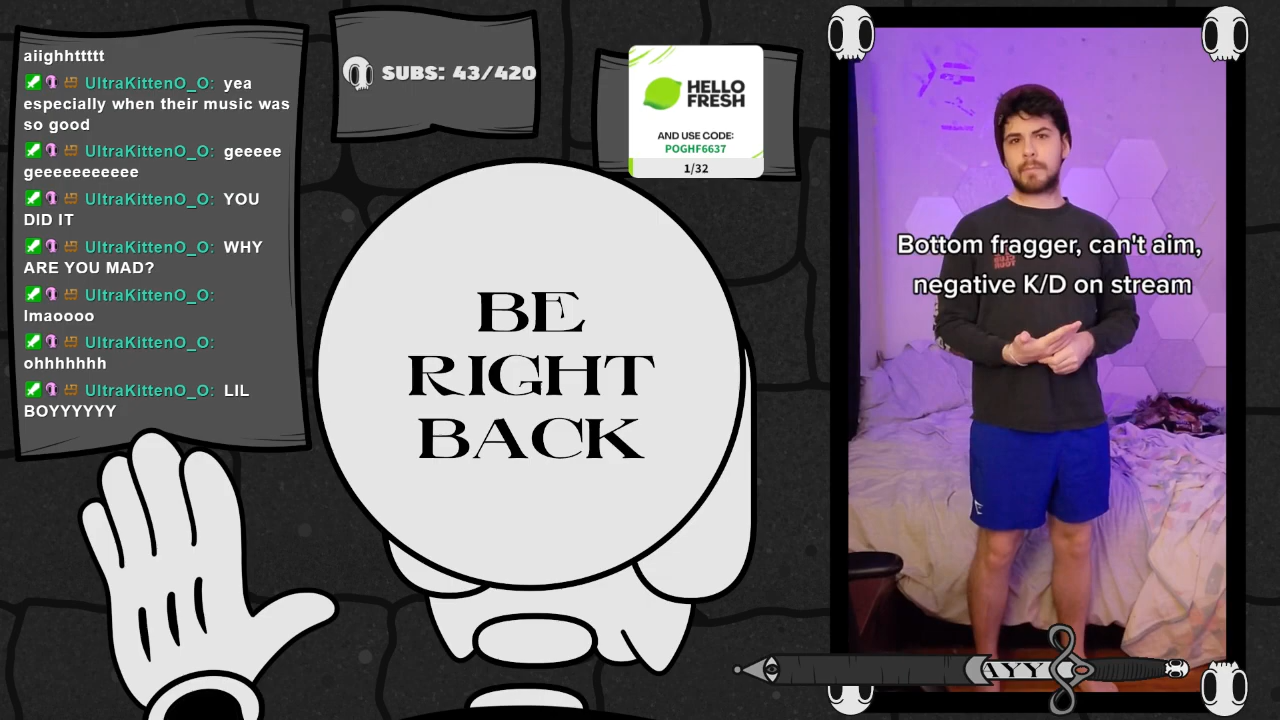 aiighhttttt
UltraKittenO_O: yea
especially when their music was
so good
UltraKittenO_O: geeeee
geeeeeeeeeee
UltraKittenO_O: YOU
DID IT
UltraKittenO_O: WHY
ARE YOU MAD?
UltraKittenO_O:
lmaoooo
UltraKittenO_O:
ohhhhhhh
UltraKittenO_O: LIL
BOYYYYYY
SUBS: 43/420
HELLO
FRESH
AND USE CODE:
POGHF6637
1/32
BE
RIGHT
BACK
Bottom fragger, can't aim,
negative K/D on stream
AYY